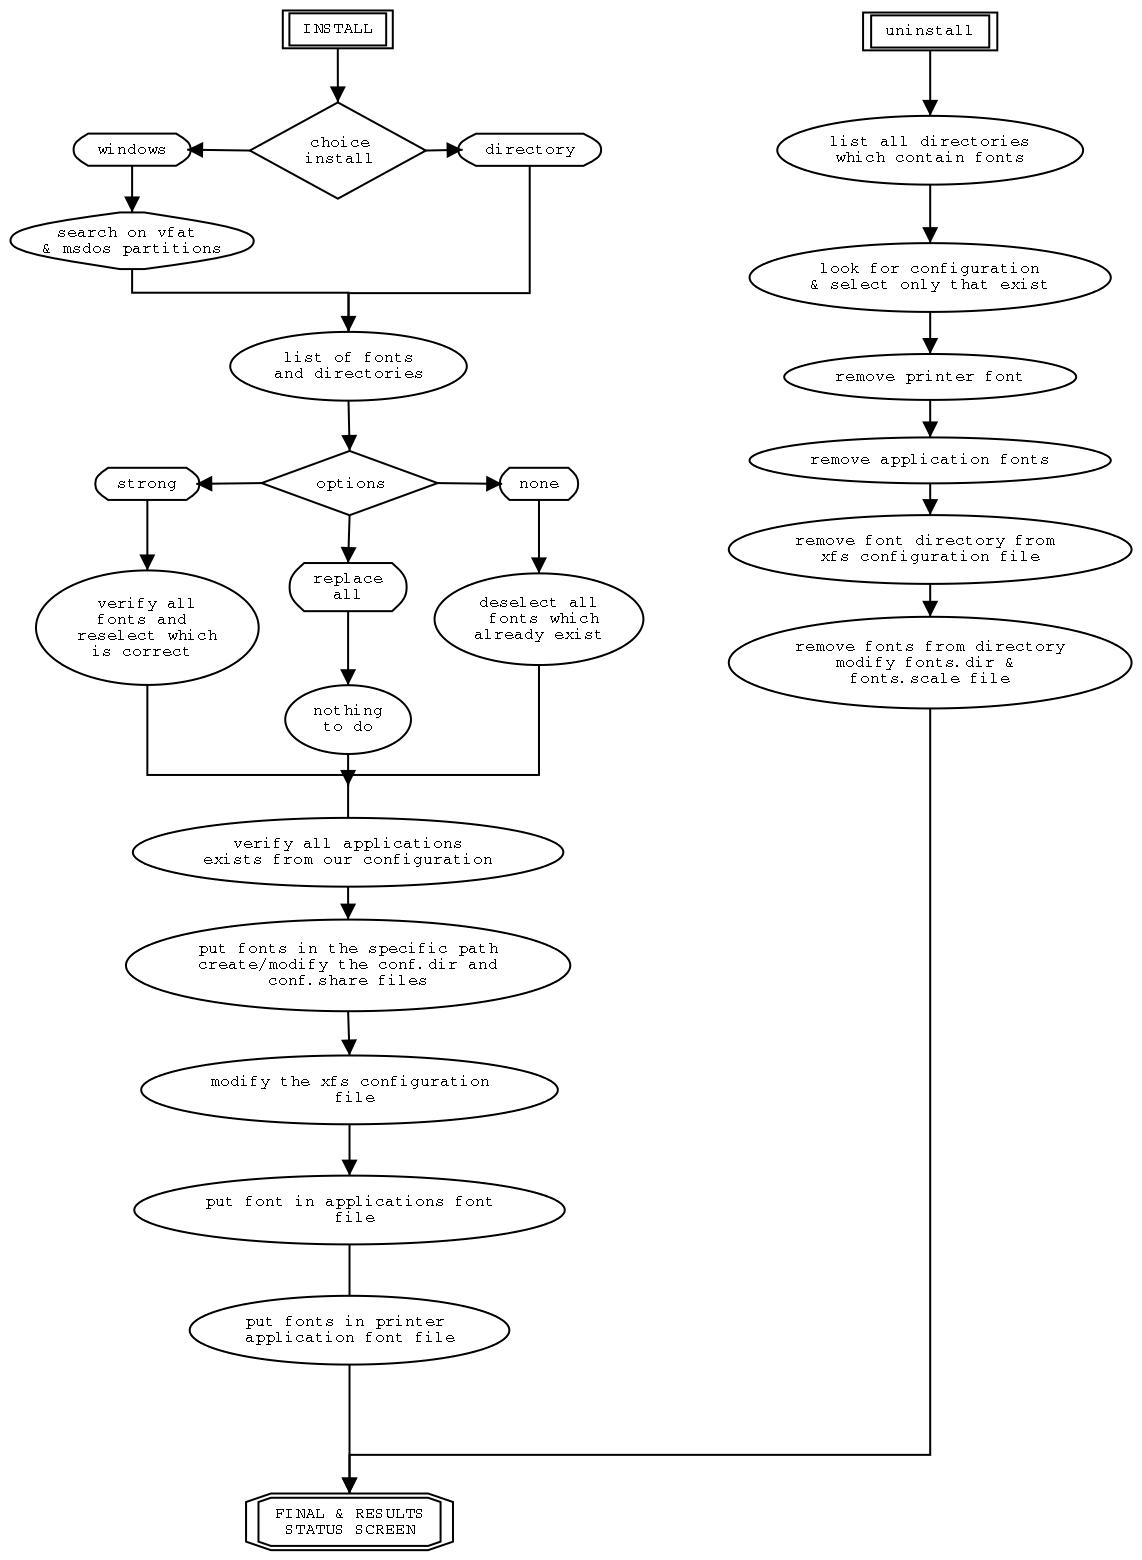 INSTALL
choice
install
windows
directory
search on vfat
& msdos partitions
list of fonts
and directories
options
strong
none
replace
all
verify all
fonts and
reselect which
is correct
deselect all
fonts which
already exist
nothing
to do
verify all applications
exists from our configuration
put fonts in the specific path
create/modify the conf.dir and
conf.share files
modify the xfs configuration
file
put font in applications font
file
put fonts in printer
application font file
uninstall
list all directories
which contain fonts
look for configuration
& select only that exist
remove printer font
remove application fonts
remove font directory from
xfs configuration file
remove fonts from directory
modify fonts.dir &
fonts.scale file
FINAL & RESULTS
STATUS SCREEN